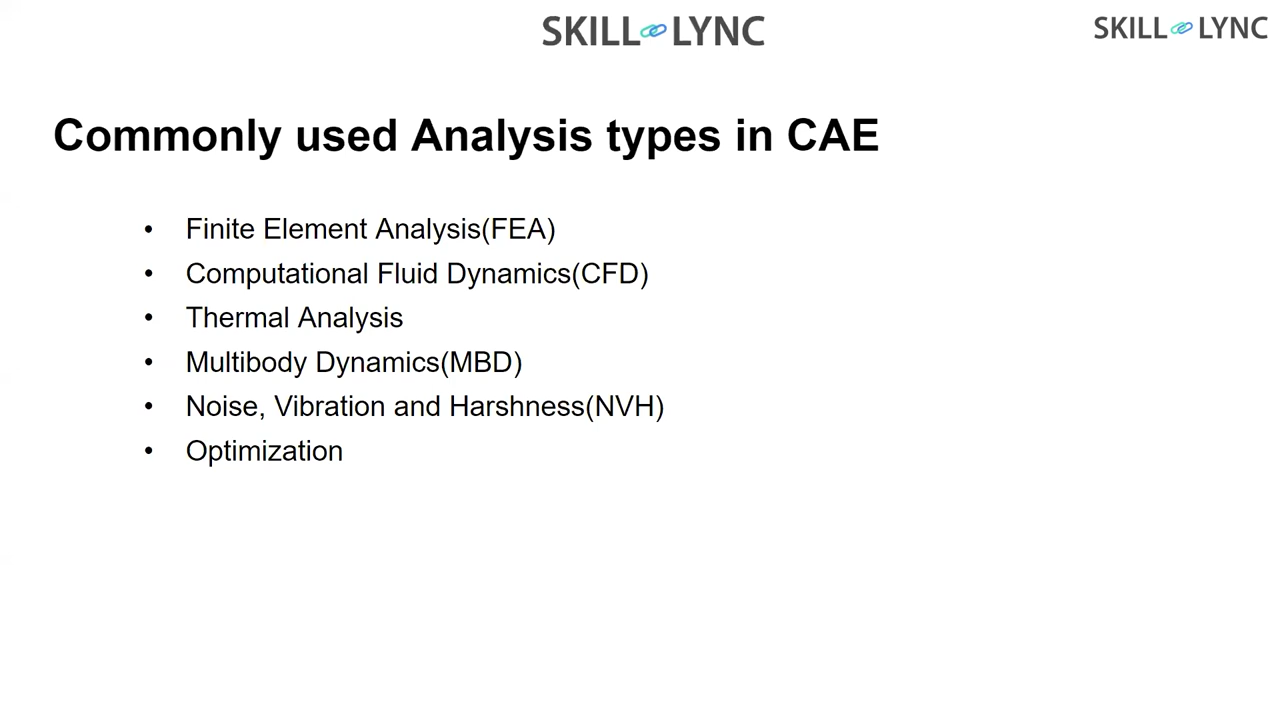 SKILL LYNC
SKILL LYNC
Commonly used Analysis types in CAE
• Finite Element Analysis(FEA)
• Computational Fluid Dynamics(CFD)
• Thermal Analysis
• Multibody Dynamics(MBD)
• Noise, Vibration and Harshness(NVH)
• Optimization